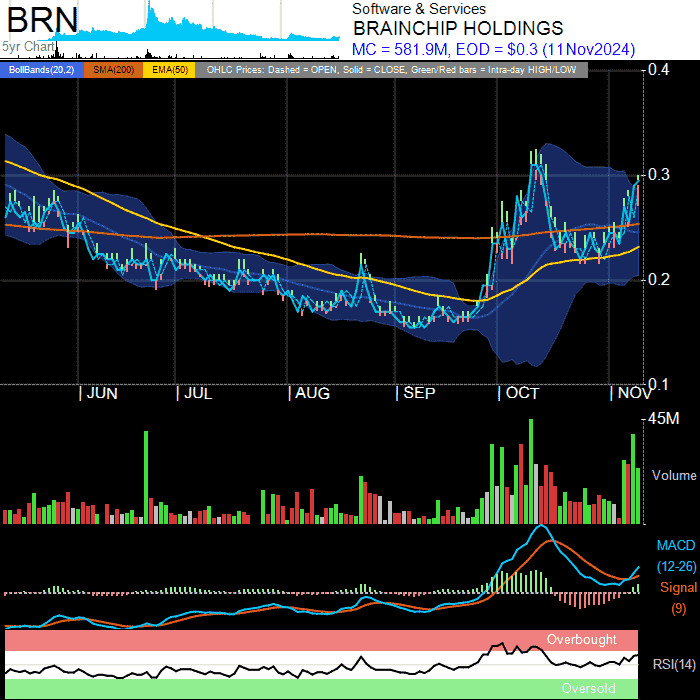 BRN
5yr Chart
Software & Services
BRAINCHIP HOLDINGS
MC = 581.9M, EOD = $0.3 (11Nov2024)
BollBands(20,2) SMA(200) EMA(50) OHLC Prices: Dashed = OPEN, Solid = CLOSE, Green/Red bars = Intra-day HIGH/LOW
0.4
0.3
0.2
0.1
JUN JUL AUG SEP OCT NOV
45M
Volume
MACD
(12-26)
Signal
(9)
Overbought
RSI(14)
Oversold